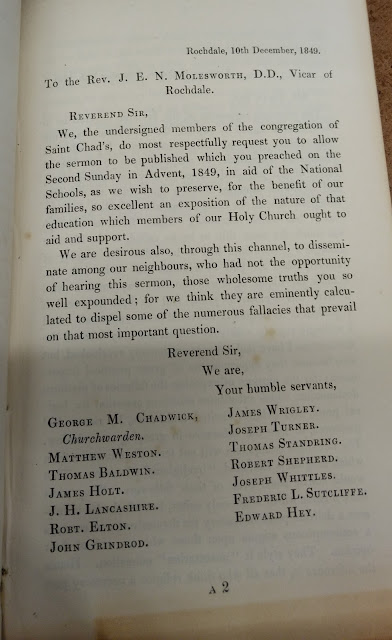 Rochdale, 10th December, 1849.
To the Rev. J. E. N. Molesworth, D.D., Vicar of
Rochdale.
Reverend Sir,
We, the undersigned members of the congregation of
Saint Chad's, do most respectfully request you to allow
the sermon to be published which you preached on the
Second Sunday in Advent, 1849, in aid of the National
Schools, as we wish to preserve, for the benefit of our
families, so excellent an exposition of the nature of that
education which members of our Holy Church ought to
aid and support.
We are desirous also, through this channel, to dissemi-
nate among our neighbours, who had not the opportunity
of hearing this sermon, those wholesome truths you so
well expounded; for we think they are eminently calcu-
lated to dispel some of the numerous fallacies that prevail
on that most important question.
Reverend Sir,
We are,
Your humble servants,
George M. Chadwick,
Churchwarden.
Matthew Weston.
Thomas Baldwin.
James Holt.
J. H. Lancashire.
Robt. Elton.
John Grindrod.
James Wrigley.
Joseph Turner.
Thomas Standring.
Robert Shepherd.
Joseph Whittles.
Frederic L. Sutcliffe.
Edward Hey.
A 2